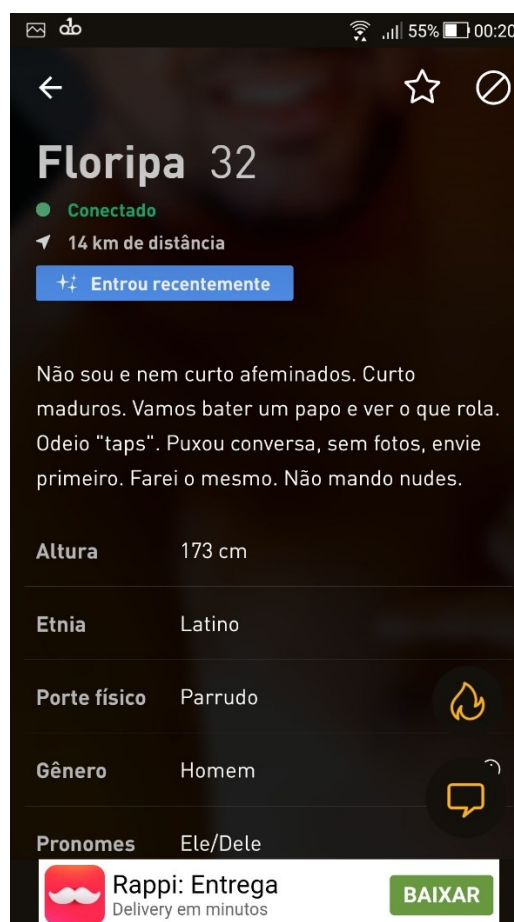 55% 00:20
Floripa 32
Conectado
14 km de distância
Entrou recentemente
Não sou e nem curto afeminados. Curto
maduros. Vamos bater um papo e ver o que rola.
Odeio "taps". Puxou conversa, sem fotos, envie
primeiro. Farei o mesmo. Não mando nudes.
Altura 173 cm
Etnia Latino
Porte físico Parrudo
Gênero Homem
Pronomes Ele/Dele
Rappi: Entrega
Delivery em minutos
BAIXAR